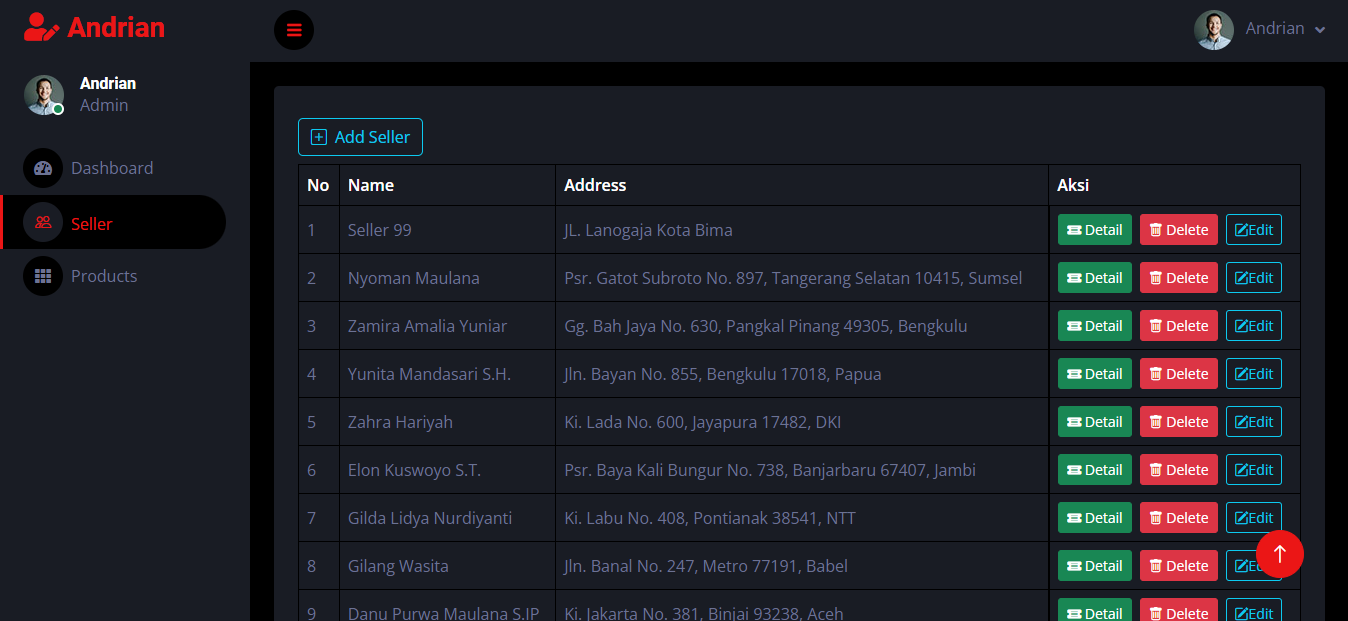 Andrian
Andrian
Andrian
Admin
Dashboard
Seller
Products
Add Seller
No Name Address Aksi
1 Seller 99 JL. Lanogaja Kota Bima Detail Delete Edit
2 Nyoman Maulana Psr. Gatot Subroto No. 897, Tangerang Selatan 10415, Sumsel Detail Delete Edit
3 Zamira Amalia Yuniar Gg. Bah Jaya No. 630, Pangkal Pinang 49305, Bengkulu Detail Delete Edit
4 Yunita Mandasari S.H. Jln. Bayan No. 855, Bengkulu 17018, Papua Detail Delete Edit
5 Zahra Hariyah Ki. Lada No. 600, Jayapura 17482, DKI Detail Delete Edit
6 Elon Kuswoyo S.T. Psr. Baya Kali Bungur No. 738, Banjarbaru 67407, Jambi Detail Delete Edit
7 Gilda Lidya Nurdiyanti Ki. Labu No. 408, Pontianak 38541, NTT Detail Delete Edit
8 Gilang Wasita Jln. Banal No. 247, Metro 77191, Babel Detail Delete
9 Danu Purwa Maulana S.IP Ki. Jakarta No. 381, Binjai 93238, Aceh Detail Delete Edit